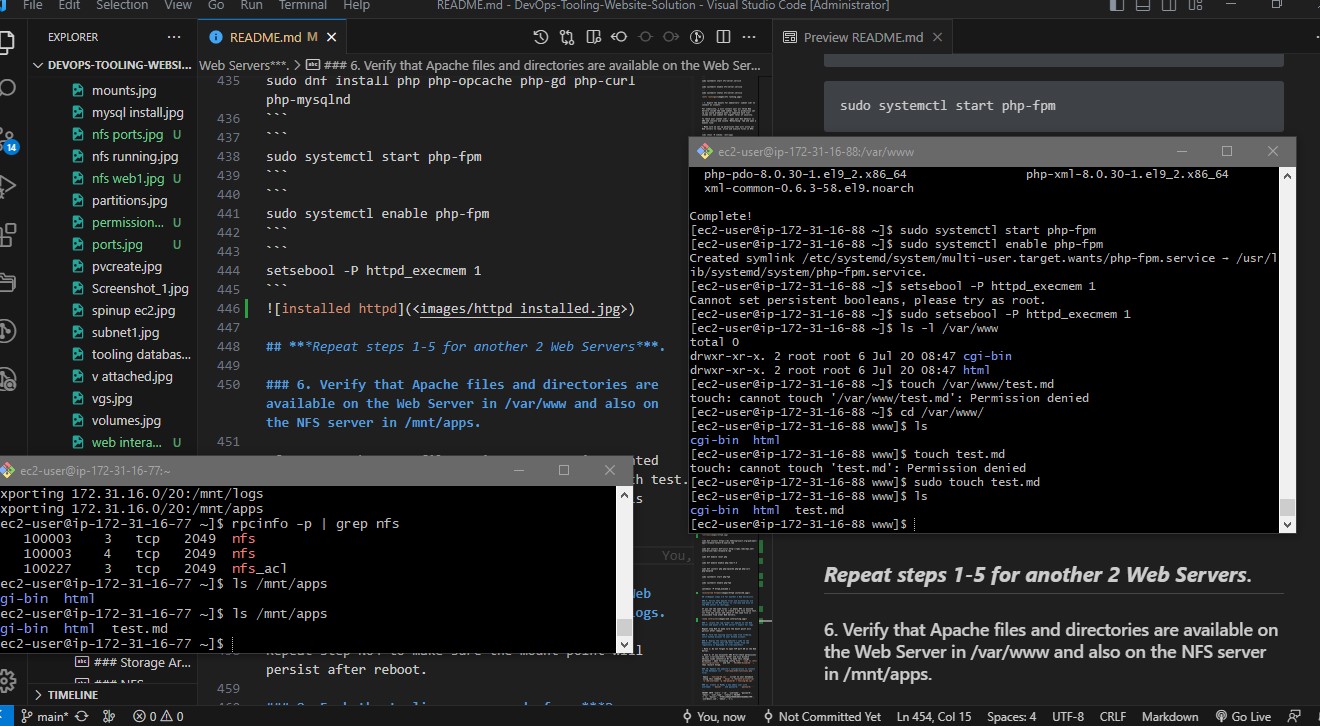 File Edit Selection View Go Run Terminal Help
README.md - DevOps-Tooling-Website-Solution - Visual Studio Code [Administrator]
EXPLORER
DEVOPS-TOOLING-WEBSI...
mounts.jpg
mysql install.jpg
nfs ports.jpg U
nfs running.jpg
nfs web1.jpg U
partitions.jpg
permission... U
ports.jpg U
pvcreate.jpg
Screenshot_1.jpg
spinup ec2.jpg
subnet1.jpg
tooling databas...
v attached.jpg
vgs.jpg
volumes.jpg
web intera... U
14
### Storage Ar...
TIMELINE
README.md M
Web Servers***. > ### 6. Verify that Apache files and directories are available on the Web Ser...
435 sudo dnf install php php-opcache php-gd php-curl
php-mysqlnd
436 ```
437 ```
438 sudo systemctl start php-fpm
439 ```
440 ```
441 sudo systemctl enable php-fpm
442 ```
443 ```
444 setsebool -P httpd_execmem 1
445 ```
446 ![installed httpd](<images/httpd installed.jpg>)
447
448 ## ***Repeat steps 1-5 for another 2 Web Servers***.
449
450 ### 6. Verify that Apache files and directories are
available on the Web Server in /var/www and also on
the NFS server in /mnt/apps.
451
You,
persist after reboot.
459
ec2-user@ip-172-31-16-77:~
xporting 172.31.16.0/20:/mnt/logs
xporting 172.31.16.0/20:/mnt/apps
ec2-user@ip-172-31-16-77 ~]$ rpcinfo -p | grep nfs
100003 3 tcp 2049 nfs
100003 4 tcp 2049 nfs
100227 3 tcp 2049 nfs_acl
ec2-user@ip-172-31-16-77 ~]$ ls /mnt/apps
gi-bin html
ec2-user@ip-172-31-16-77 ~]$ ls /mnt/apps
gi-bin html test.md
ec2-user@ip-172-31-16-77 ~]$
Preview README.md
sudo systemctl start php-fpm
ec2-user@ip-172-31-16-88:/var/www
php-pdo-8.0.30-1.el9_2.x86_64 php-xml-8.0.30-1.el9_2.x86_64
xml-common-0.6.3-58.el9.noarch
Complete!
[ec2-user@ip-172-31-16-88 ~]$ sudo systemctl start php-fpm
[ec2-user@ip-172-31-16-88 ~]$ sudo systemctl enable php-fpm
Created symlink /etc/systemd/system/multi-user.target.wants/php-fpm.service → /usr/l
ib/systemd/system/php-fpm.service.
[ec2-user@ip-172-31-16-88 ~]$ setsebool -P httpd_execmem 1
Cannot set persistent booleans, please try as root.
[ec2-user@ip-172-31-16-88 ~]$ sudo setsebool -P httpd_execmem 1
[ec2-user@ip-172-31-16-88 ~]$ ls -l /var/www
total 0
drwxr-xr-x. 2 root root 6 Jul 20 08:47 cgi-bin
drwxr-xr-x. 2 root root 6 Jul 20 08:47 html
[ec2-user@ip-172-31-16-88 ~]$ touch /var/www/test.md
touch: cannot touch '/var/www/test.md': Permission denied
[ec2-user@ip-172-31-16-88 ~]$ cd /var/www/
[ec2-user@ip-172-31-16-88 www]$ ls
cgi-bin html
[ec2-user@ip-172-31-16-88 www]$ touch test.md
touch: cannot touch 'test.md': Permission denied
[ec2-user@ip-172-31-16-88 www]$ sudo touch test.md
[ec2-user@ip-172-31-16-88 www]$ ls
cgi-bin html test.md
[ec2-user@ip-172-31-16-88 www]$
Repeat steps 1-5 for another 2 Web Servers.
6. Verify that Apache files and directories are available on
the Web Server in /var/www and also on the NFS server
in /mnt/apps.
main* 0 0 You, now Not Committed Yet Ln 454, Col 15 Spaces: 4 UTF-8 CRLF Markdown Go Live